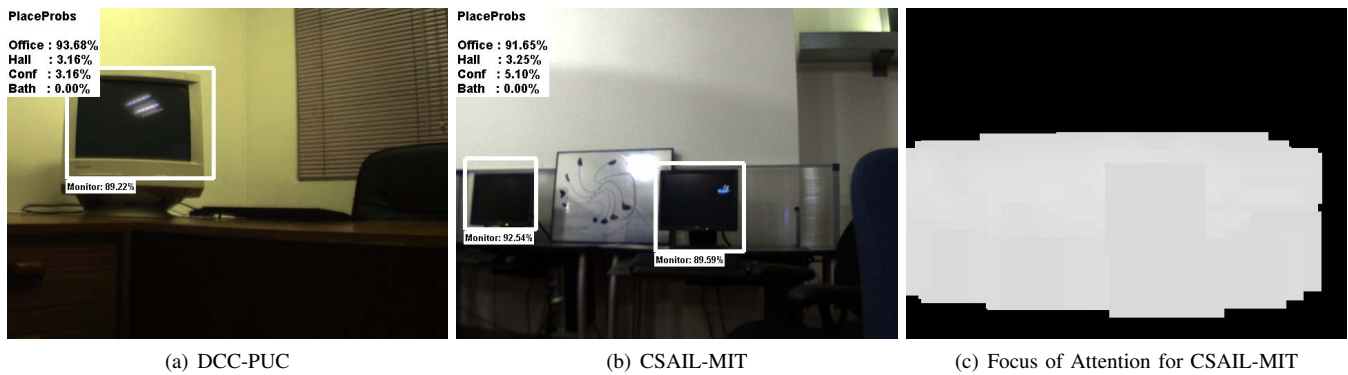 PlaceProbs
Office : 93.68%
Hall : 3.16%
Conf : 3.16%
Bath : 0.00%
Monitor: 89.22%
PlaceProbs
Office : 91.65%
Hall : 3.25%
Conf : 5.10%
Bath : 0.00%
Monitor: 92.54%
Monitor: 89.59%
(a) DCC-PUC
(b) CSAIL-MIT
(c) Focus of Attention for CSAIL-MIT